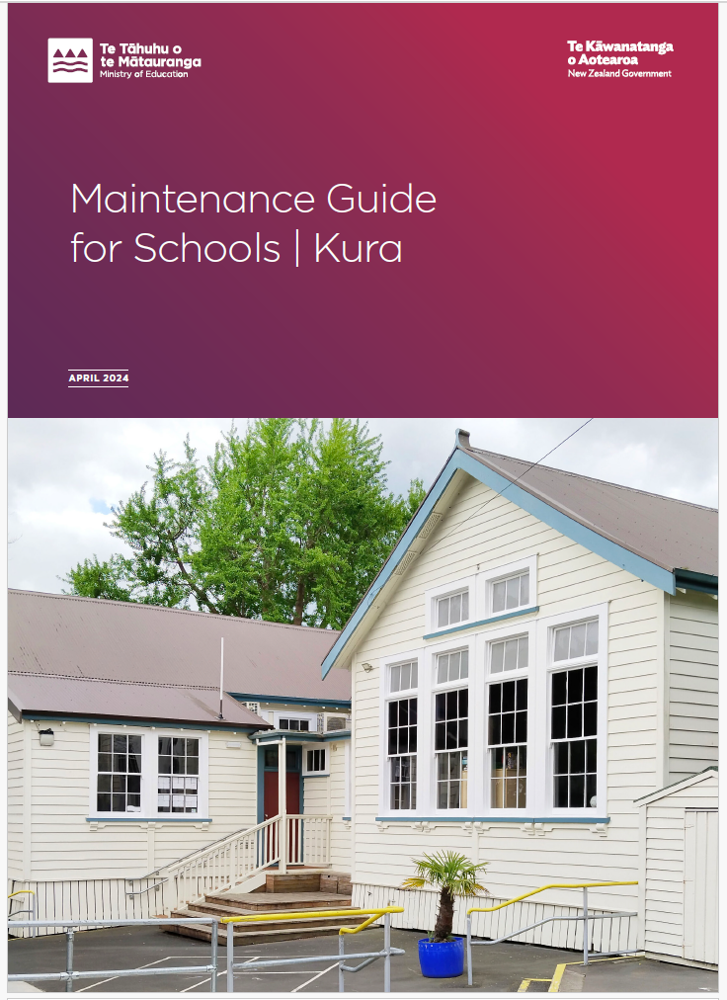 Te Tāhuhu o
te Mātauranga
Ministry of Education
Te Kāwanatanga
o Aotearoa
New Zealand Government
Maintenance Guide
for Schools | Kura
APRIL 2024